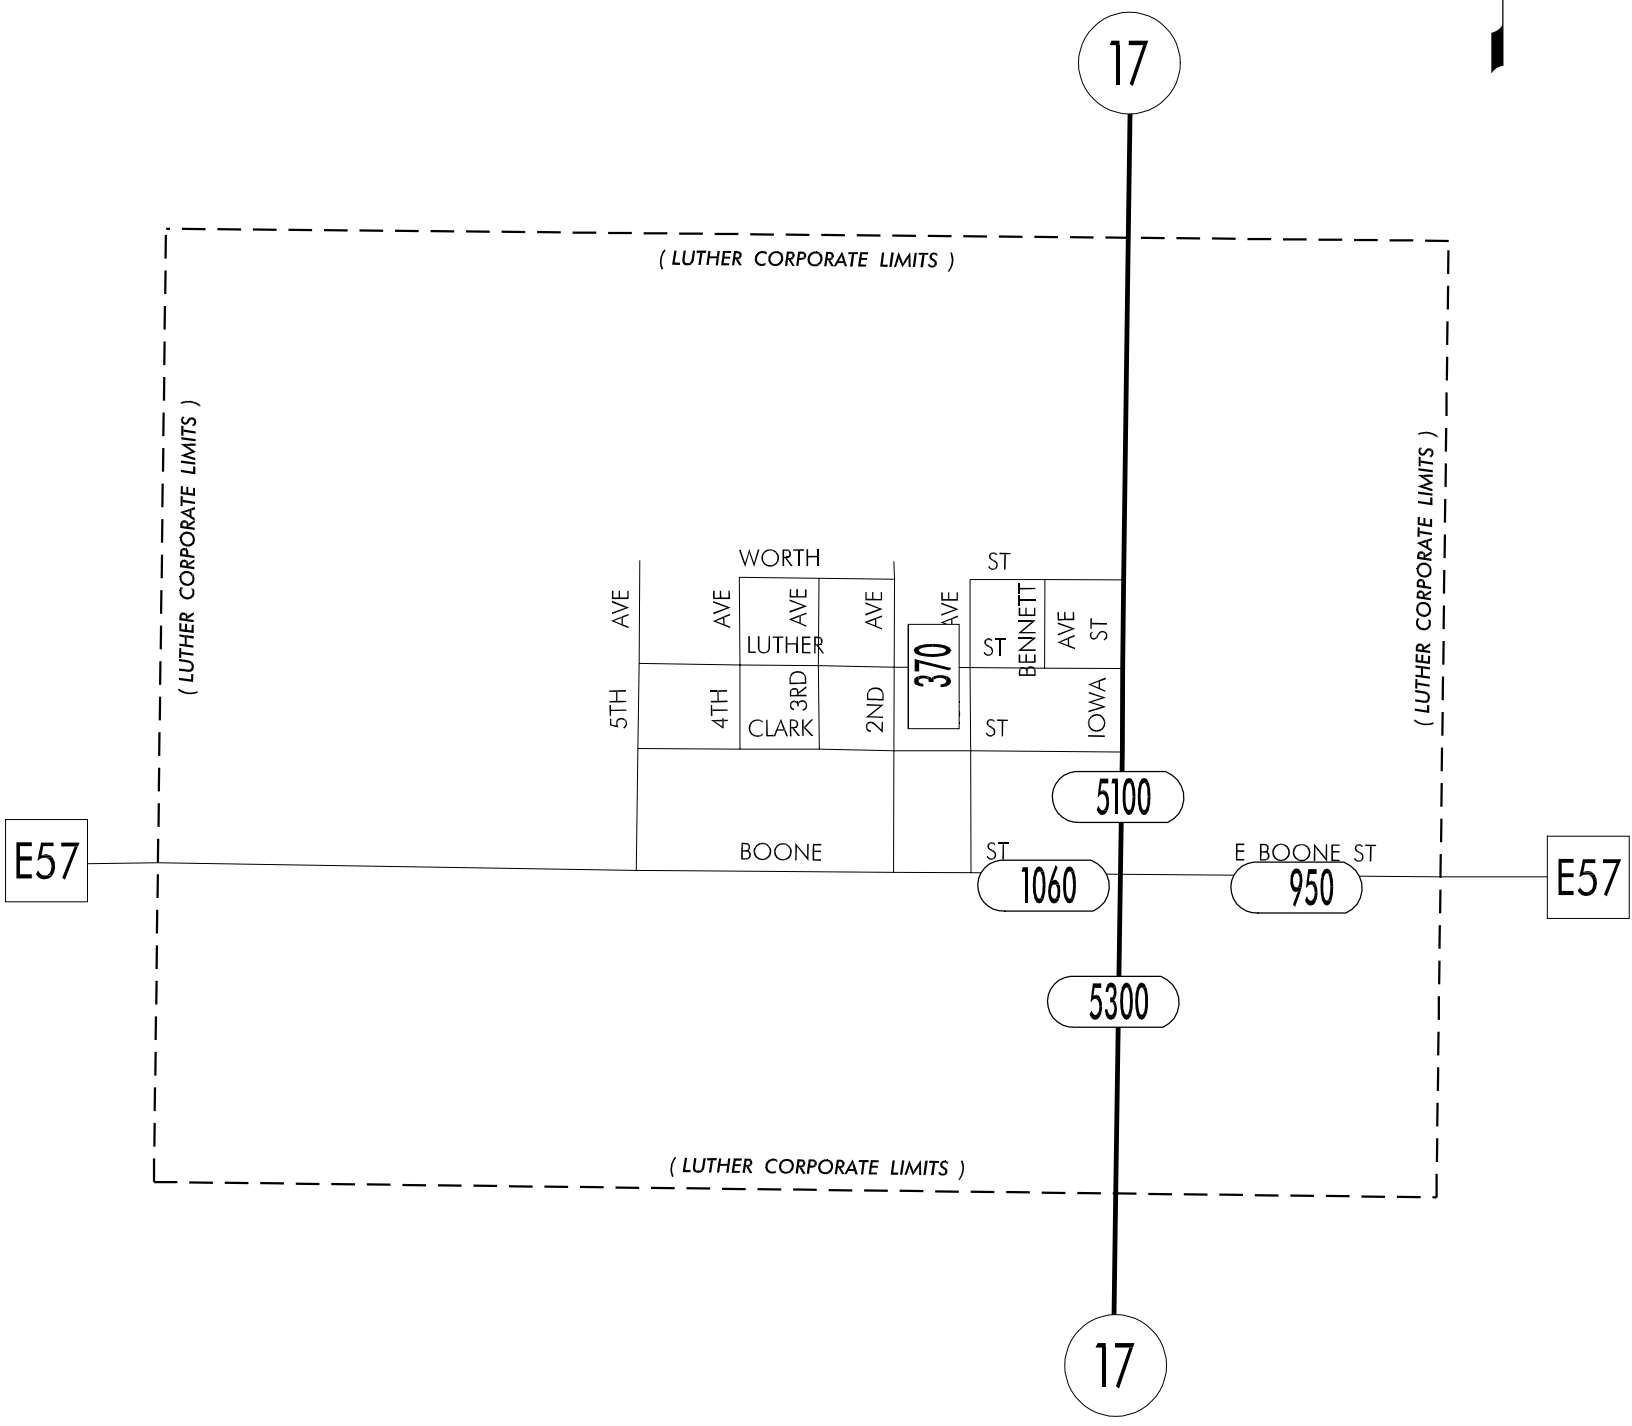 17
( LUTHER CORPORATE LIMITS )
( LUTHER CORPORATE LIMITS )
( LUTHER CORPORATE LIMITS )
WORTH ST
5TH AVE
4TH AVE
3RD AVE
2ND AVE
AVE
BENNETT AVE
IOWA ST
LUTHER ST
370
CLARK ST
5100
E57
BOONE ST
E BOONE ST
E57
1060
950
5300
( LUTHER CORPORATE LIMITS )
17